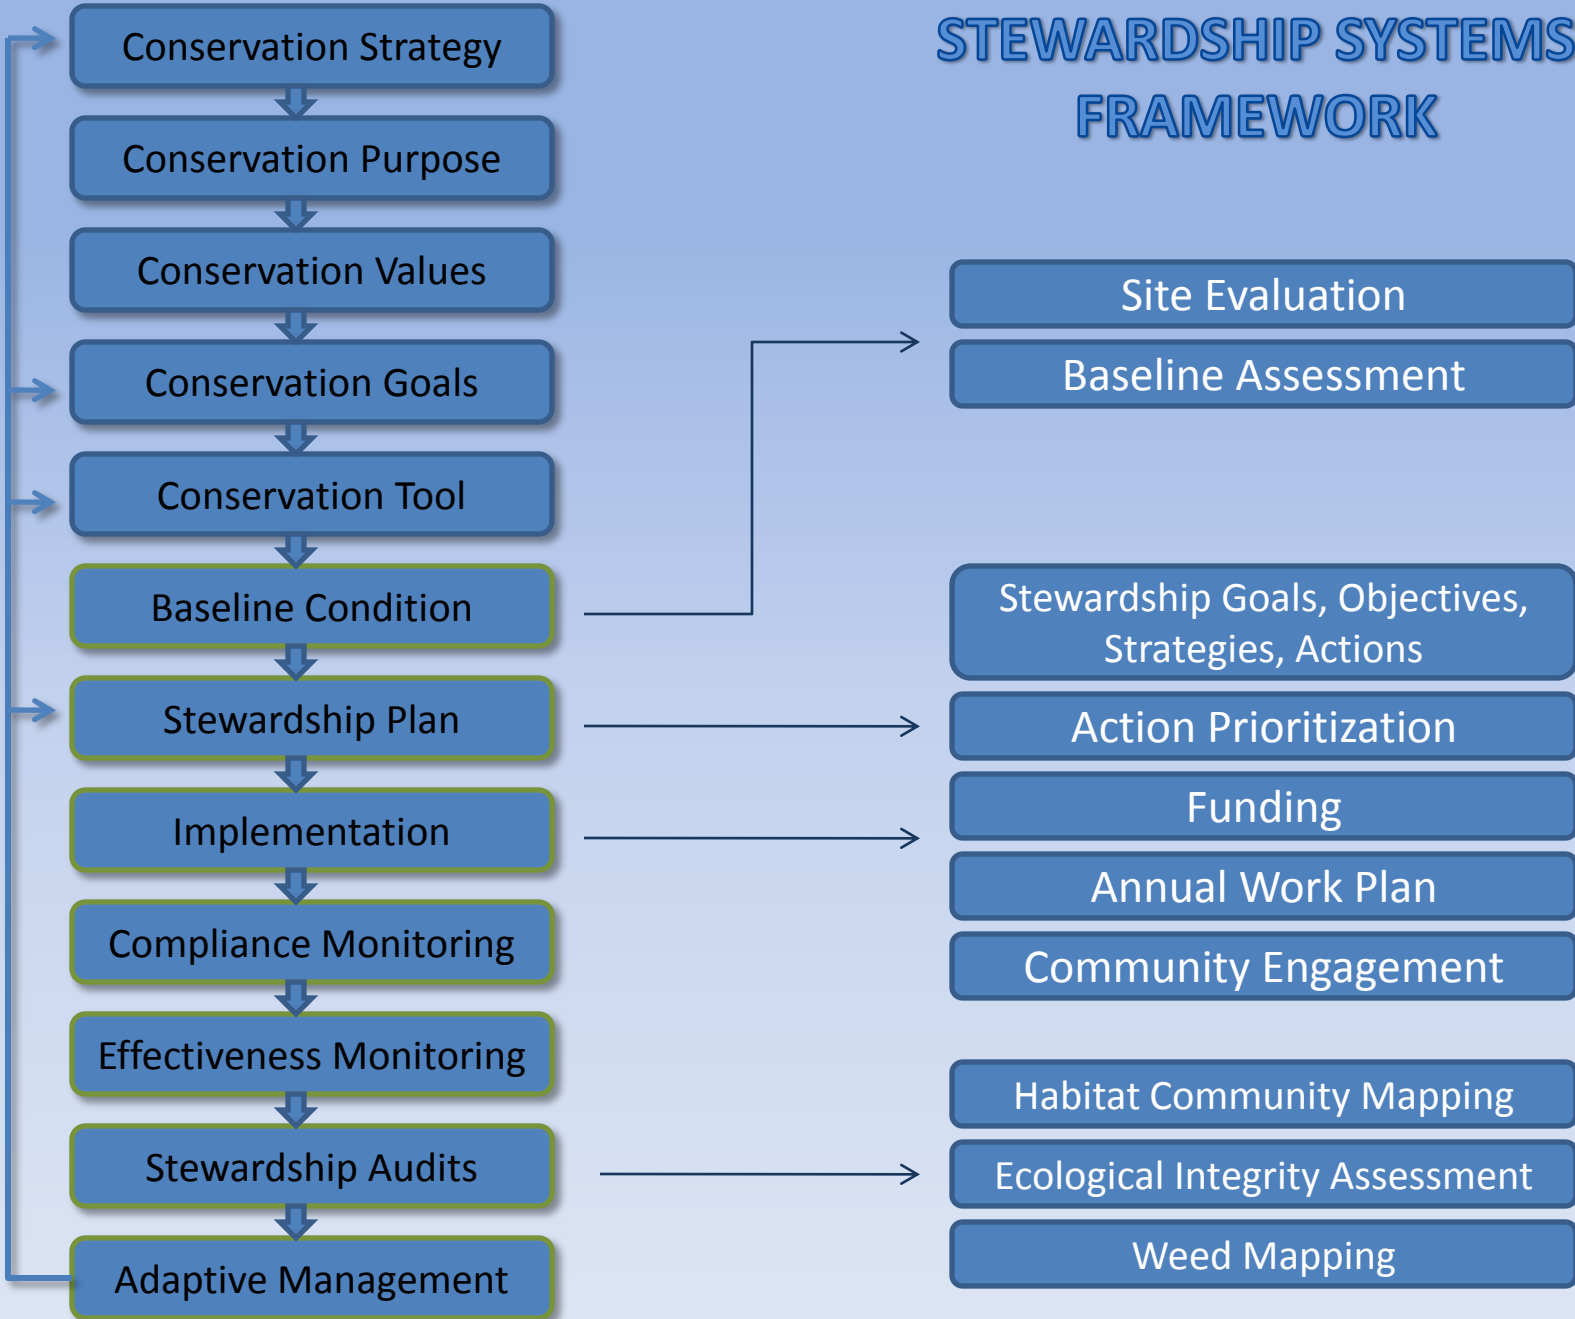 STEWARDSHIP SYSTEMS
FRAMEWORK
Conservation Strategy
Conservation Purpose
Conservation Values
Conservation Goals
Conservation Tool
Baseline Condition
Stewardship Plan
Implementation
Compliance Monitoring
Effectiveness Monitoring
Stewardship Audits
Adaptive Management
Site Evaluation
Baseline Assessment
Stewardship Goals, Objectives,
Strategies, Actions
Action Prioritization
Funding
Annual Work Plan
Community Engagement
Habitat Community Mapping
Ecological Integrity Assessment
Weed Mapping